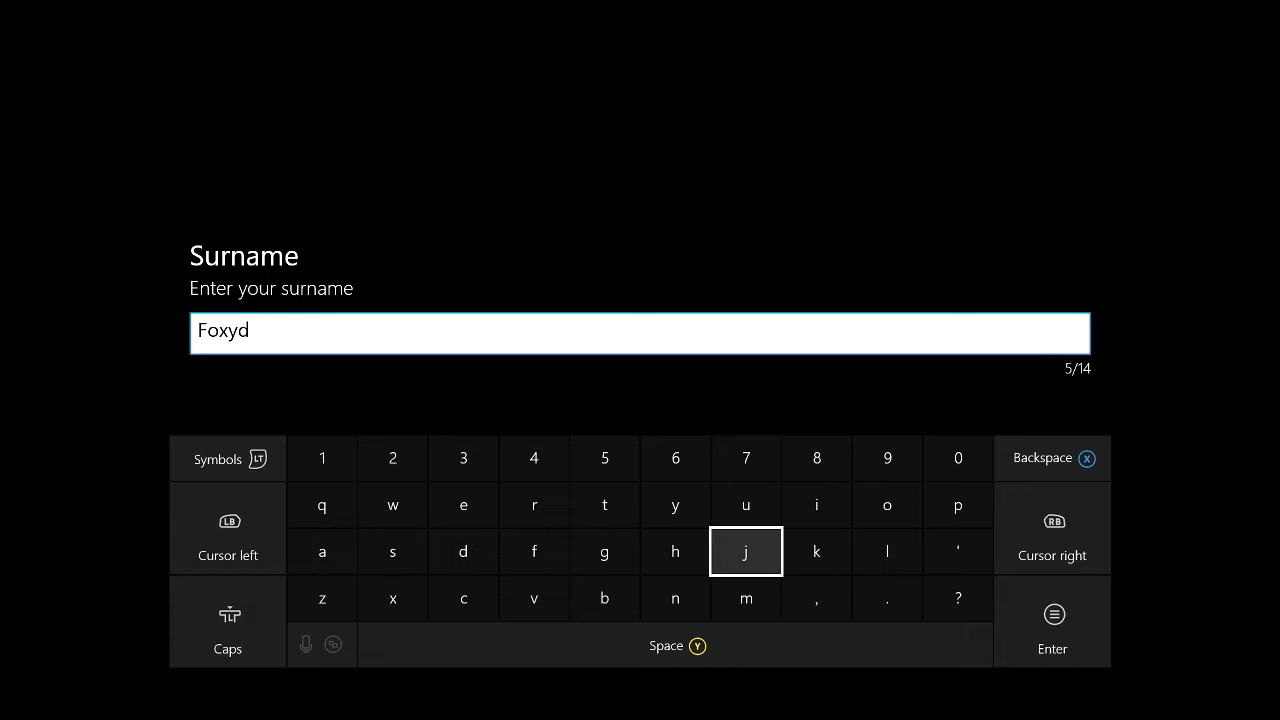 Surname
Enter your surname
Foxyd
5/14
Symbols LT 1 2 3 4 5 6 7 8 9 0 Backspace X
q w e r t y u i o p
LB Cursor left a s d f g h j k l ' RB Cursor right
z x c v b n m , . ?
Caps Space Y Enter